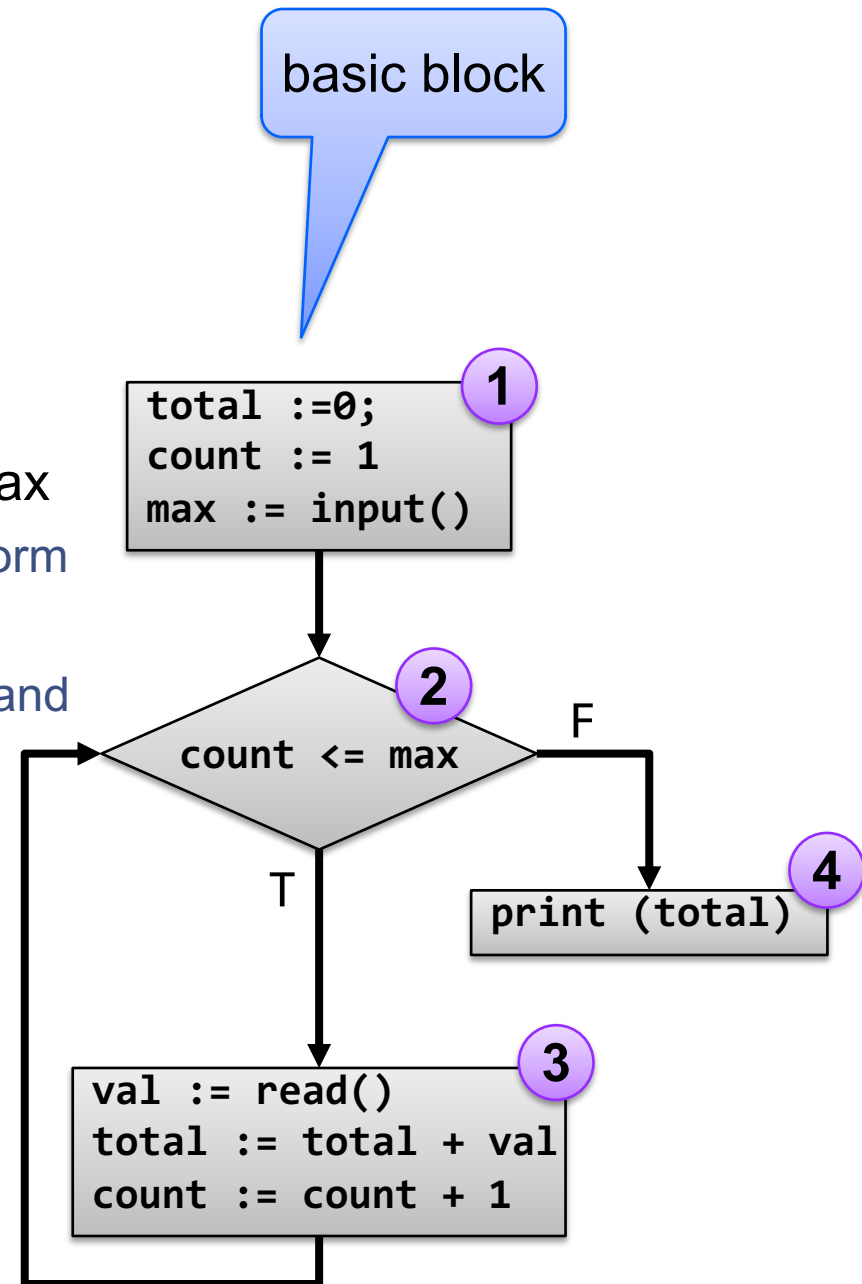 basic block
1
total :=0;
count := 1
max := input()
ax
orm
and
2
count <= max
F
T
4
print (total)
3
val := read()
total := total + val
count := count + 1